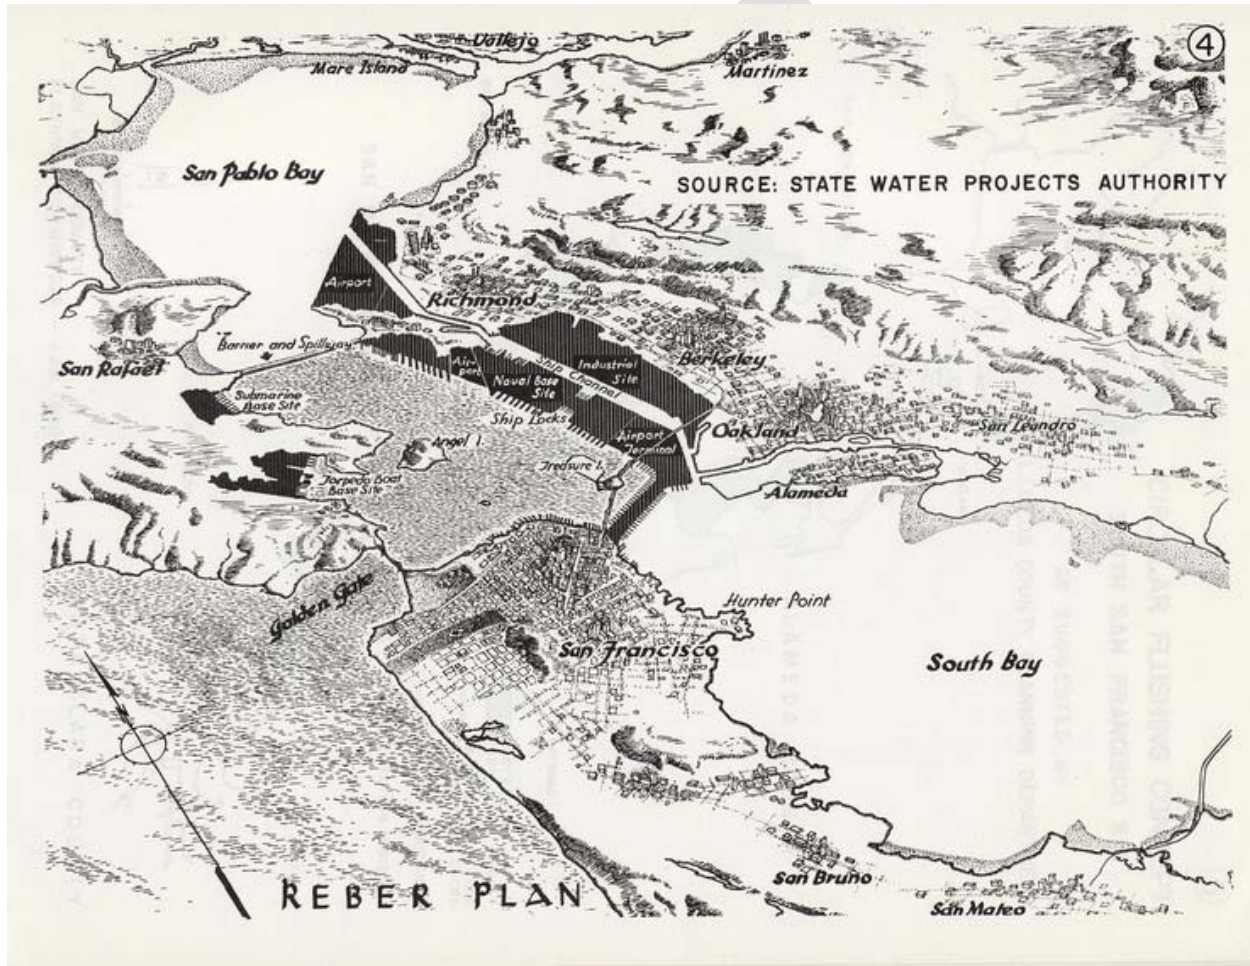 Vallejo
4
Mare Island
Martinez
San Pablo Bay
SOURCE: STATE WATER PROJECTS AUTHORITY
Airport
Richmond
Barrier and Spillway
Berkeley
San Rafael
Air-
port
Ship Channel
Industrial
Site
Naval Base
Site
Submarine
Base Site
Ship Locks
Oakland
San Leandro
Airport
Terminal
Angel I.
Treasure I.
Torpedo Boat
Base Site
Alameda
Golden Gate
Hunter Point
San Francisco
South Bay
N
REBER PLAN
San Bruno
San Mateo